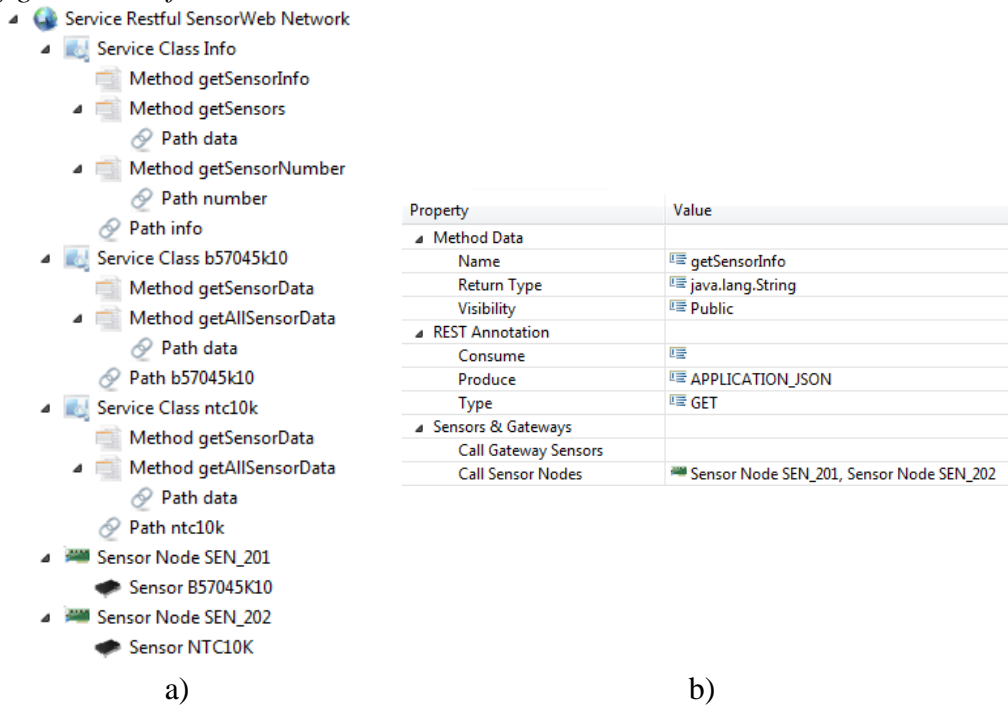 Service Restful SensorWeb Network
Service Class Info
Method getSensorInfo
Method getSensors
Path data
Method getSensorNumber
Path number
Path info
Service Class b57045k10
Method getSensorData
Method getAllSensorData
Path data
Path b57045k10
Service Class ntc10k
Method getSensorData
Method getAllSensorData
Path data
Path ntc10k
Sensor Node SEN_201
Sensor B57045K10
Sensor Node SEN_202
Sensor NTC10K
a)
Property Value
Method Data
Name getSensorInfo
Return Type java.lang.String
Visibility Public
REST Annotation
Consume
Produce APPLICATION_JSON
Type GET
Sensors & Gateways
Call Gateway Sensors
Call Sensor Nodes Sensor Node SEN_201, Sensor Node SEN_202
b)